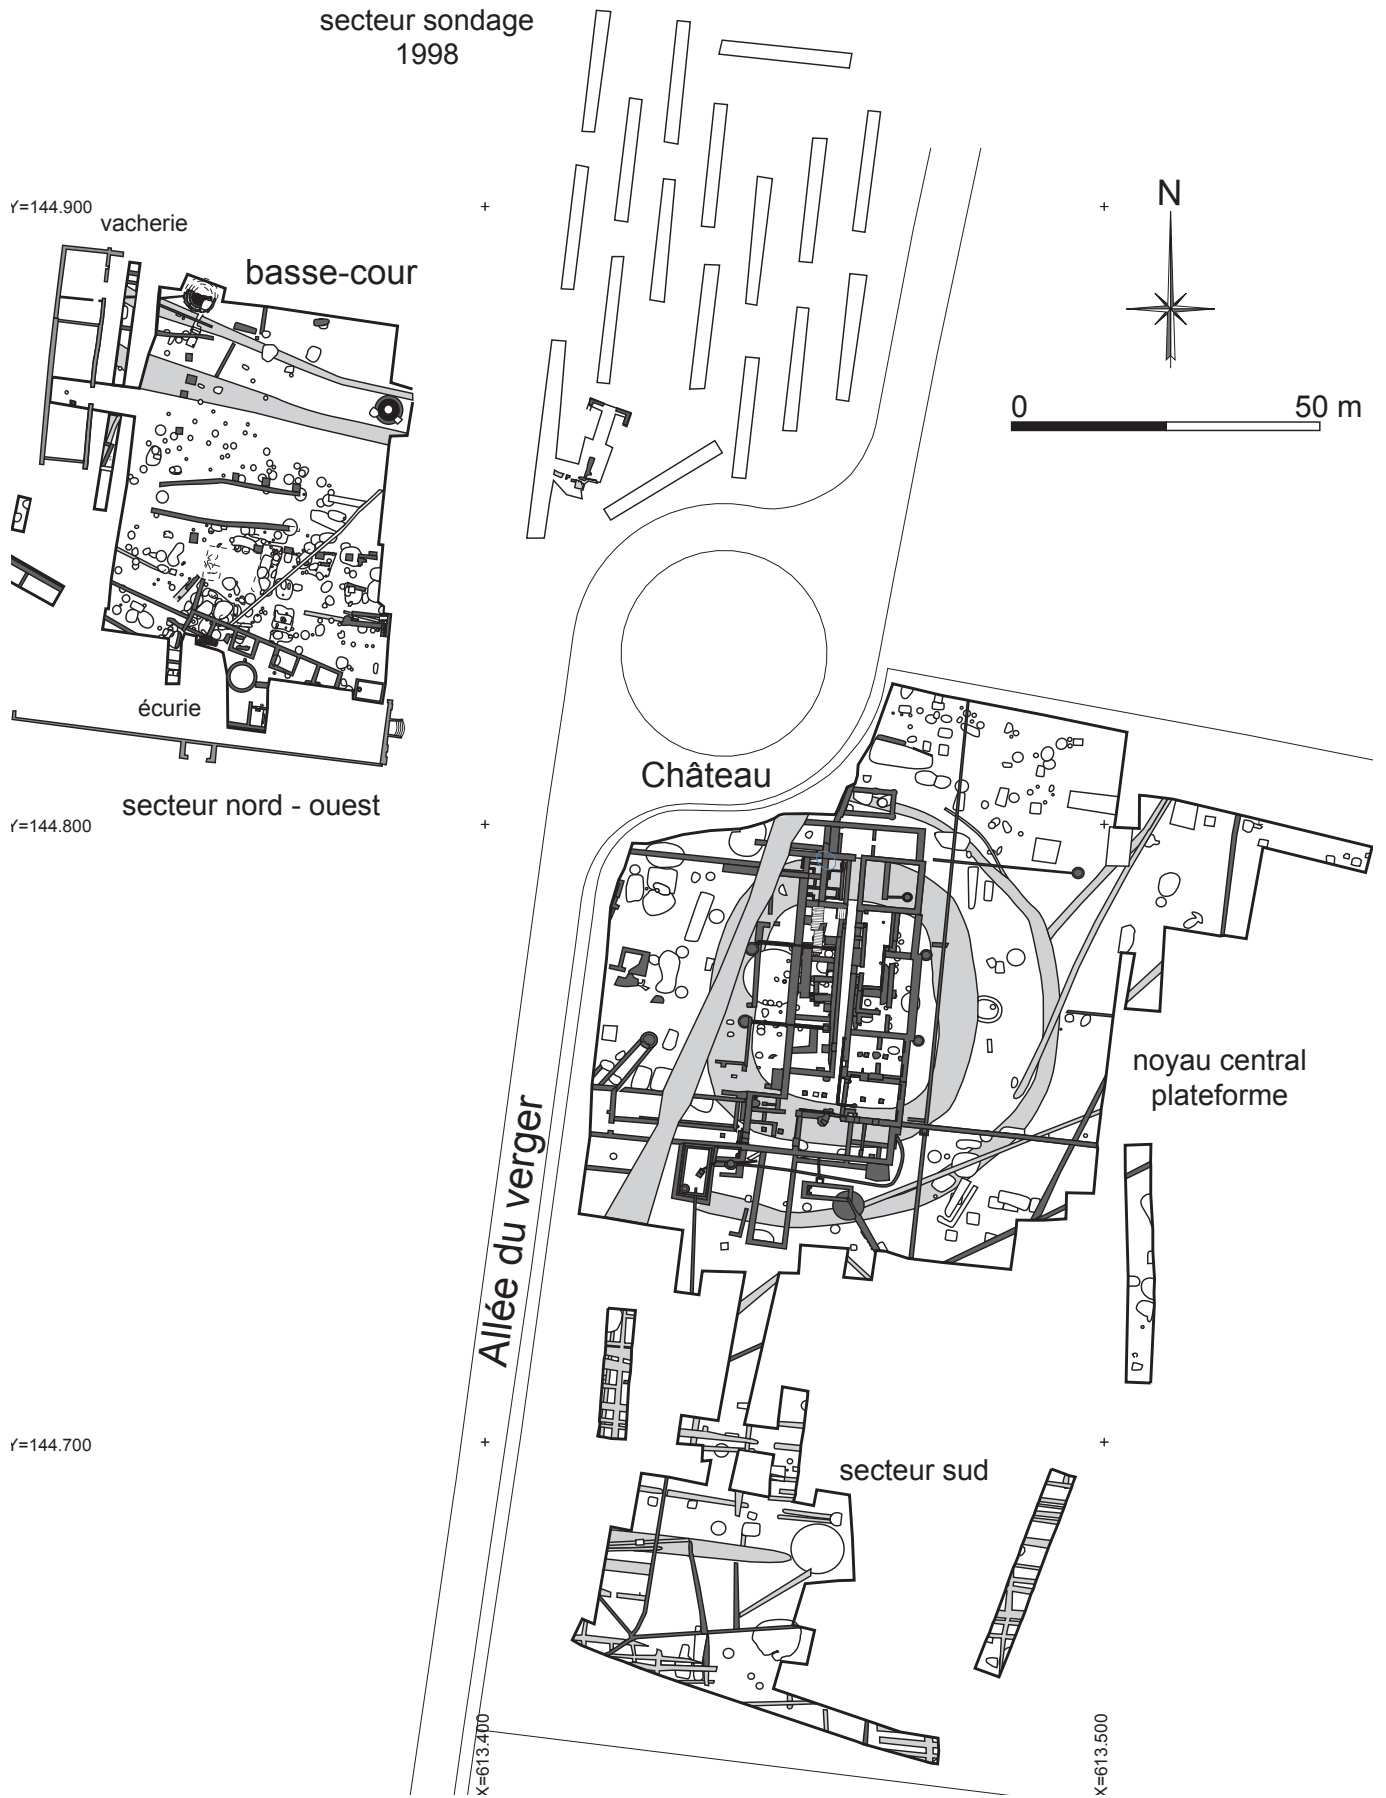 secteur sondage
1998
N
Y=144.900
vacherie
basse-cour
0
50 m
écurie
Château
secteur nord - ouest
Y=144.800
noyau central
plateforme
Allée du verger
Y=144.700
secteur sud
X=613.400
X=613.500